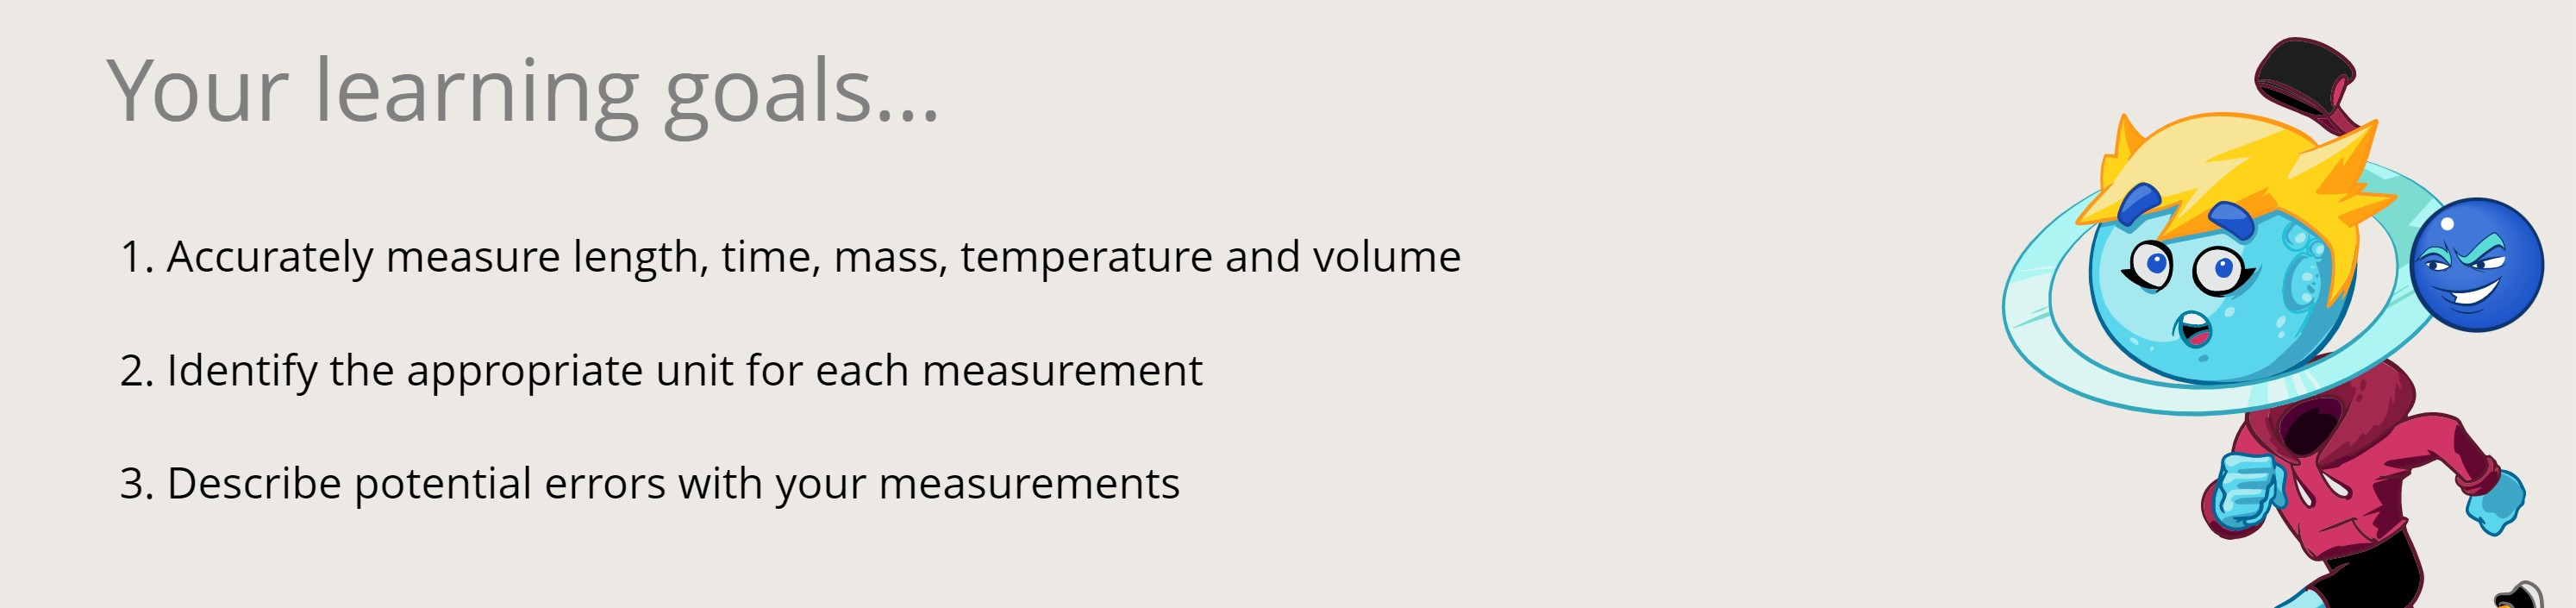 Your learning goals...
1. Accurately measure length, time, mass, temperature and volume
2. Identify the appropriate unit for each measurement
3. Describe potential errors with your measurements